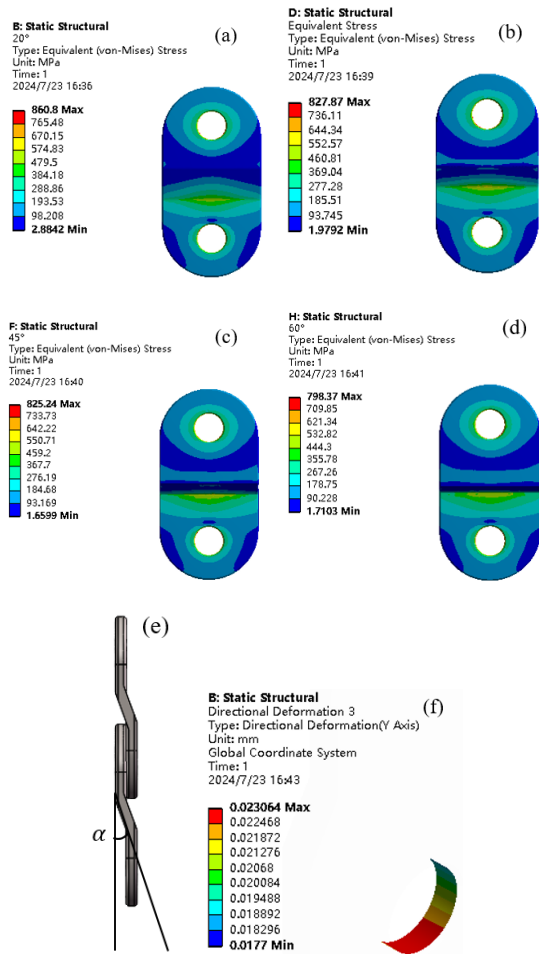 B: Static Structural
20°
Type: Equivalent (von-Mises) Stress
Unit: MPa
Time: 1
2024/7/23 16:36
(a)
860.8 Max
765.48
670.15
574.83
479.5
384.18
288.86
193.53
98.208
2.8842 Min
D: Static Structural
Equivalent Stress
Type: Equivalent (von-Mises) Stress
Unit: MPa
Time: 1
2024/7/23 16:39
(b)
827.87 Max
736.11
644.34
552.57
460.81
369.04
277.28
185.51
93.745
1.9792 Min
F: Static Structural
45°
Type: Equivalent (von-Mises) Stress
Unit: MPa
Time: 1
2024/7/23 16:40
(c)
825.24 Max
733.73
642.22
550.71
459.2
367.7
276.19
184.68
93.169
1.6599 Min
H: Static Structural
60°
Type: Equivalent (von-Mises) Stress
Unit: MPa
Time: 1
2024/7/23 16:41
(d)
798.37 Max
709.85
621.34
532.82
444.3
355.78
267.26
178.75
90.228
1.7103 Min
(e)
α
B: Static Structural
Directional Deformation 3
Type: Directional Deformation(Y Axis)
Unit: mm
Global Coordinate System
Time: 1
2024/7/23 16:43
(f)
0.023064 Max
0.022468
0.021872
0.021276
0.02068
0.020084
0.019488
0.018892
0.018296
0.0177 Min